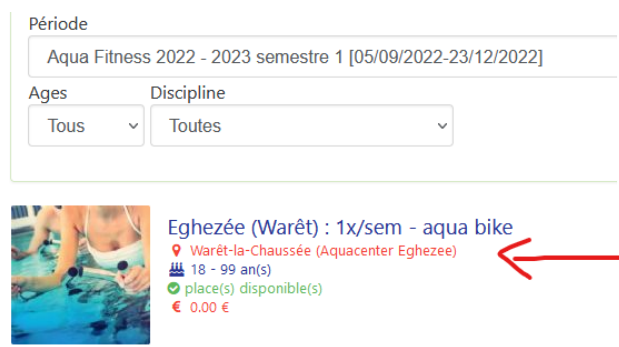 Période
Aqua Fitness 2022 - 2023 semestre 1 [05/09/2022-23/12/2022]
Ages Discipline
Tous Toutes
Eghezée (Warêt) : 1x/sem - aqua bike
Warêt-la-Chaussée (Aquacenter Eghezee)
18 - 99 an(s)
place(s) disponible(s)
€ 0.00 €